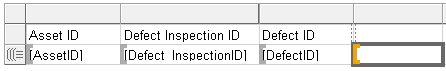 Asset ID Defect Inspection ID Defect ID
[AssetID] [Defect_InspectionID] [DefectID]